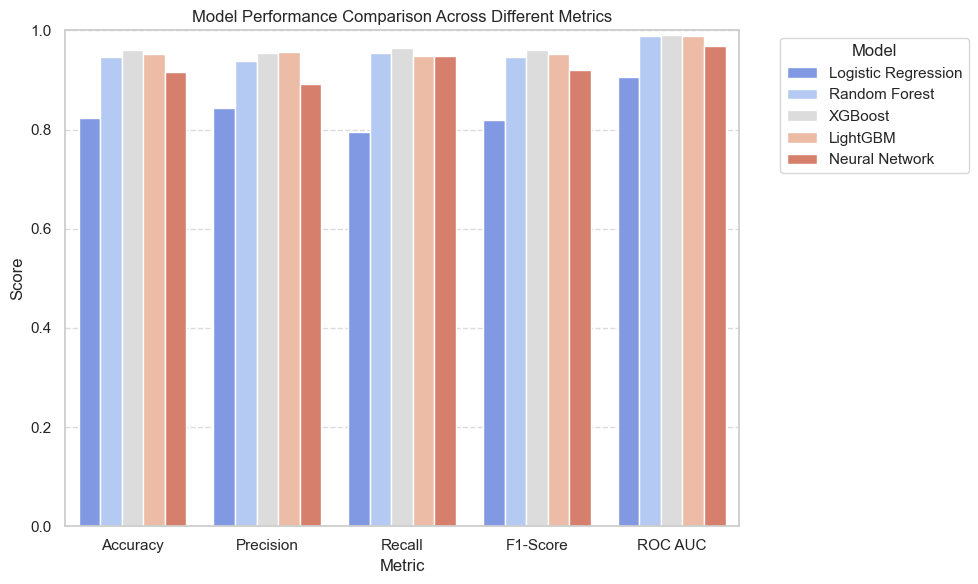 Model Performance Comparison Across Different Metrics
1.0
0.8
0.6
0.4
0.2
0.0
Score
Accuracy
Precision
Recall
F1-Score
ROC AUC
Metric
Model
Logistic Regression
Random Forest
XGBoost
LightGBM
Neural Network